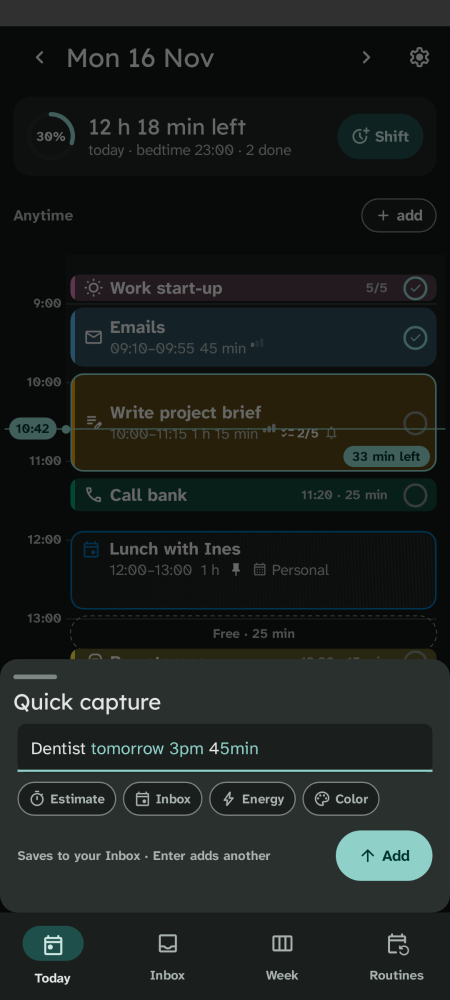 Mon 16 Nov
30%
12 h 18 min left
today · bedtime 23:00 · 2 done
Shift
Anytime
+ add
Work start-up 5/5
9:00
Emails
09:10–09:55 45 min
10:00
Write project brief
10:42
10:00–11:15 1 h 15 min 2/5
33 min left
11:00
Call bank 11:20 · 25 min
12:00
Lunch with Ines
12:00–13:00 1 h Personal
13:00
Free · 25 min
Quick capture
Dentist tomorrow 3pm 45min
Estimate Inbox Energy Color
Saves to your Inbox · Enter adds another
Add
Today Inbox Week Routines